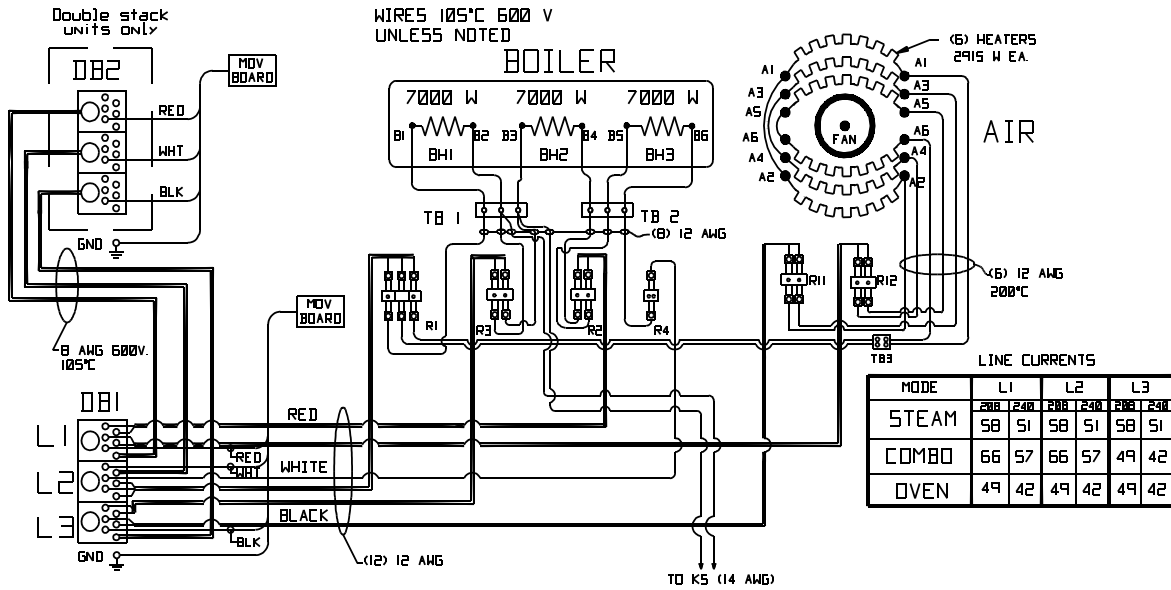 Double stack
units only
WIRES 105°C 600 V
UNLESS NOTED
BOILER
(6) HEATERS
2915 W EA.
DB2
MOV
BOARD
RED
WHT
BLK
GND
7000 W 7000 W 7000 W
B1 B2 B3 B4 B5 B6
BH1 BH2 BH3
A1 A1
A3 A3
A5 A5
A6 A6
A4 A4
A2 A2
FAN
AIR
TB 1
TB 2
(8) 12 AWG
R1
R3
R2
R4
R11
R12
(6) 12 AWG
200°C
TB3
MOV
BOARD
8 AWG 600V.
105°C
DB1
L1
L2
L3
RED
RED
WHT
WHITE
BLACK
BLK
GND
(12) 12 AWG
TO K5 (14 AWG)
LINE CURRENTS
MODE L1 L2 L3
208 240 208 240 208 240
STEAM 58 51 58 51 58 51
COMBO 66 57 66 57 49 42
OVEN 49 42 49 42 49 42